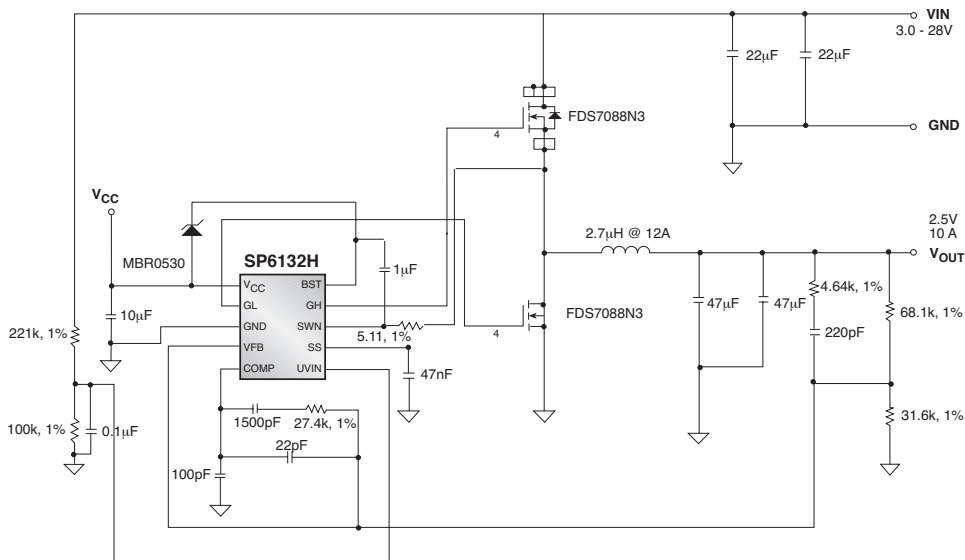 VIN
3.0 - 28V
22μF
22μF
FDS7088N3
4
GND
VCC
2.5V
10 A
2.7μH @ 12A
VOUT
MBR0530
SP6132H
1μF
VCC
BST
4.64k, 1%
GL
GH
47μF
47μF
FDS7088N3
10μF
68.1k, 1%
GND
SWN
4
221k, 1%
5.11, 1%
220pF
VFB
SS
COMP
UVIN
47nF
1500pF
27.4k, 1%
31.6k, 1%
100k, 1%
0.1μF
22pF
100pF